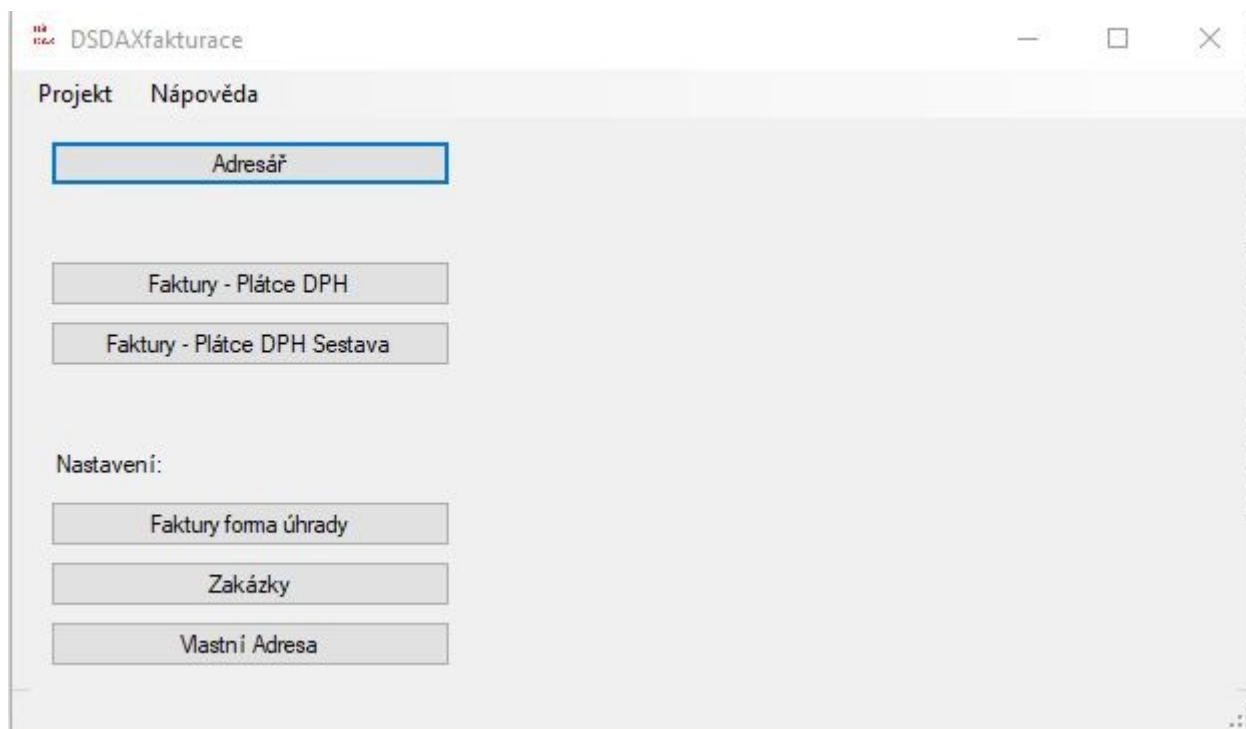 DSDAXfakturace
Projekt Nápověda
Adresář
Faktury - Plátce DPH
Faktury - Plátce DPH Sestava
Nastavení:
Faktury forma úhrady
Zakázky
Vlastní Adresa